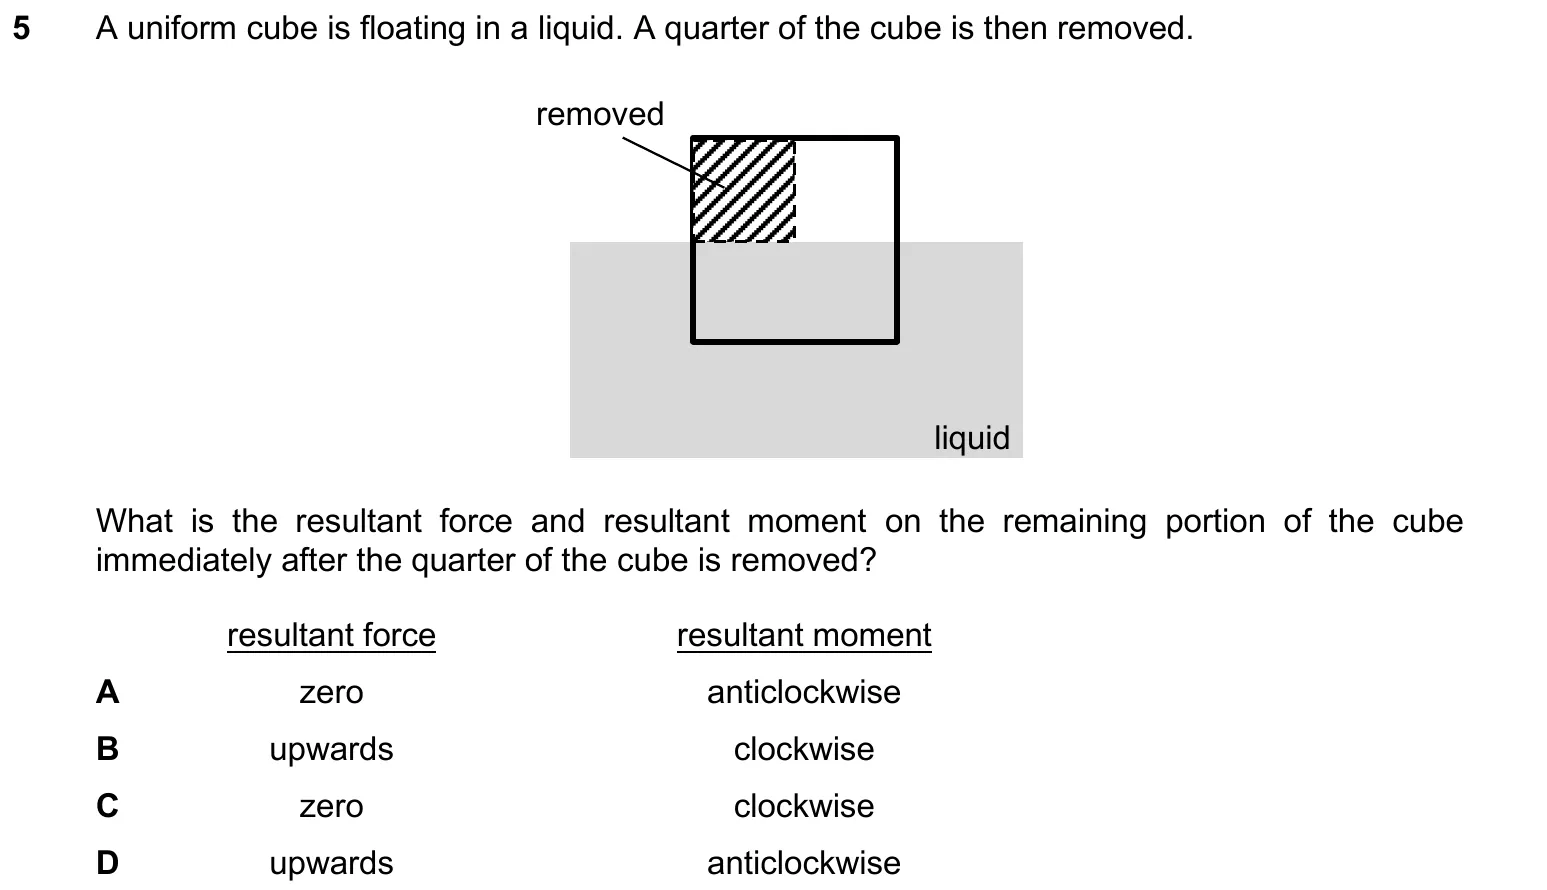 5 A uniform cube is floating in a liquid. A quarter of the cube is then removed.
removed
liquid
What is the resultant force and resultant moment on the remaining portion of the cube
immediately after the quarter of the cube is removed?
resultant force resultant moment
A zero anticlockwise
B upwards clockwise
C zero clockwise
D upwards anticlockwise